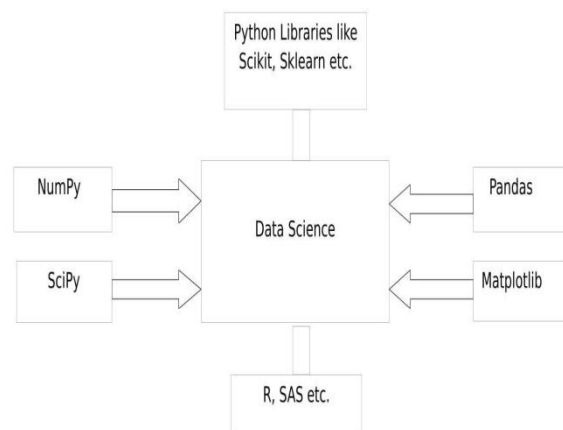 Python Libraries like
Scikit, Sklearn etc.
NumPy
Pandas
Data Science
SciPy
Matplotlib
R, SAS etc.